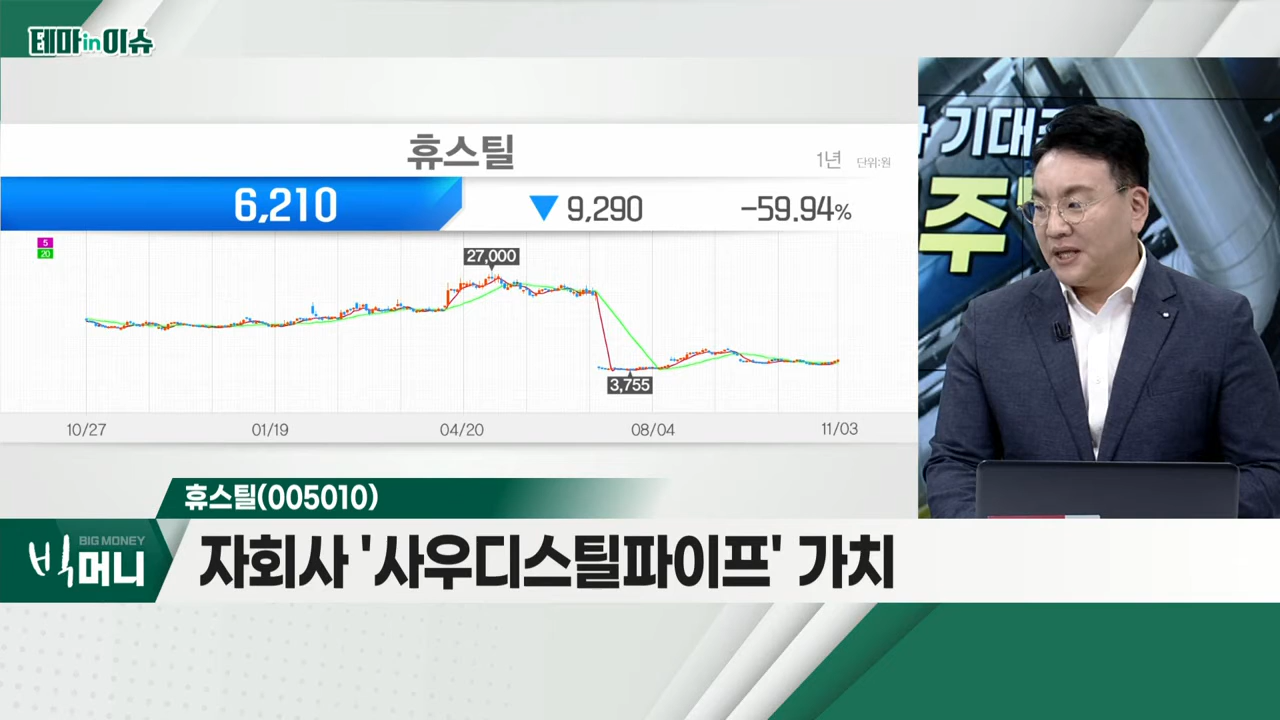 테마in이슈
휴스틸
1년 단위:원
6,210 ▼ 9,290 -59.94%
5
20
27,000
3,755
10/27 01/19 04/20 08/04 11/03
기대
주
휴스틸(005010)
BIG MONEY
빅머니
자회사 '사우디스틸파이프' 가치